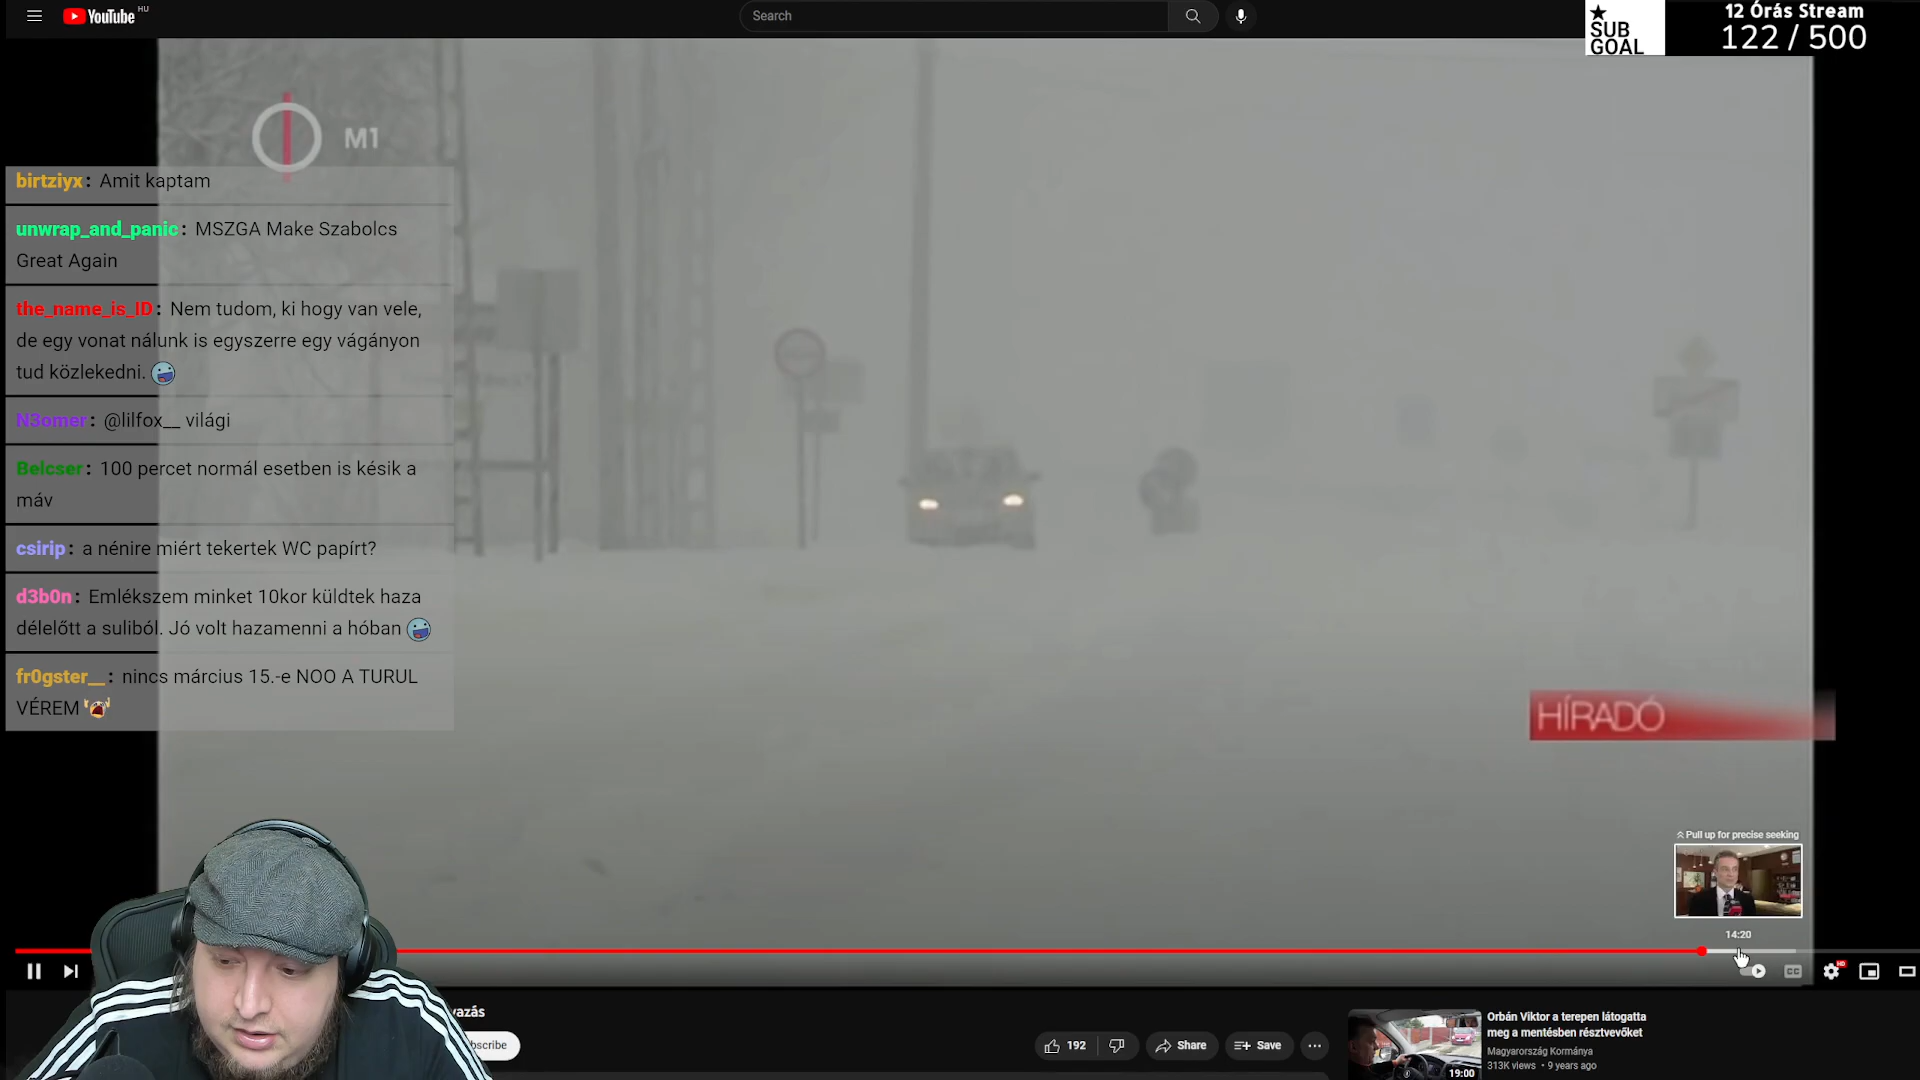 YouTube HU
Search
★ SUB GOAL
12 Órás Stream
122 / 500
M1
birtziyx: Amit kaptam
unwrap_and_panic: MSZGA Make Szabolcs
Great Again
the_name_is_ID: Nem tudom, ki hogy van vele,
de egy vonat nálunk is egyszerre egy vágányon
tud közlekedni.
N3omer: @lilfox__ világi
Belcser: 100 percet normál esetben is késik a
máv
csirip: a nénire miért tekertek WC papírt?
d3b0n: Emlékszem minket 10kor küldtek haza
délelőtt a suliból. Jó volt hazamenni a hóban
fr0gster__: nincs március 15.-e NOO A TURUL
VÉREM
HÍRADÓ
Pull up for precise seeking
14:20
CC
HD
vazás
scribe
192
Share
Save
Orbán Viktor a terepen látogatta
meg a mentésben résztvevőket
Magyarország Kormánya
313K views • 9 years ago
19:00